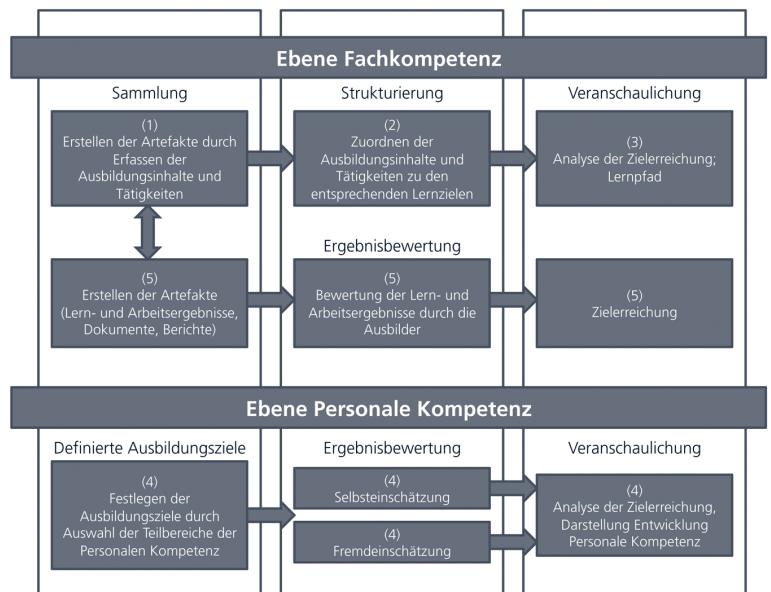 Ebene Fachkompetenz
Sammlung
(1)
Erstellen der Artefakte durch
Erfassen der
Ausbildungsinhalte und
Tätigkeiten
Strukturierung
(2)
Zuordnen der
Ausbildungsinhalte und
Tätigkeiten zu den
entsprechenden Lernzielen
Veranschaulichung
(3)
Analyse der Zielerreichung;
Lernpfad
(5)
Erstellen der Artefakte
(Lern- und Arbeitsergebnisse,
Dokumente, Berichte)
Ergebnisbewertung
(5)
Bewertung der Lern- und
Arbeitsergebnisse durch die
Ausbilder
(5)
Zielerreichung
Ebene Personale Kompetenz
Definierte Ausbildungsziele
(4)
Festlegen der
Ausbildungsziele durch
Auswahl der Teilbereiche der
Personalen Kompetenz
Ergebnisbewertung
(4)
Selbsteinschätzung
(4)
Fremdeinschätzung
Veranschaulichung
(4)
Analyse der Zielerreichung,
Darstellung Entwicklung
Personale Kompetenz